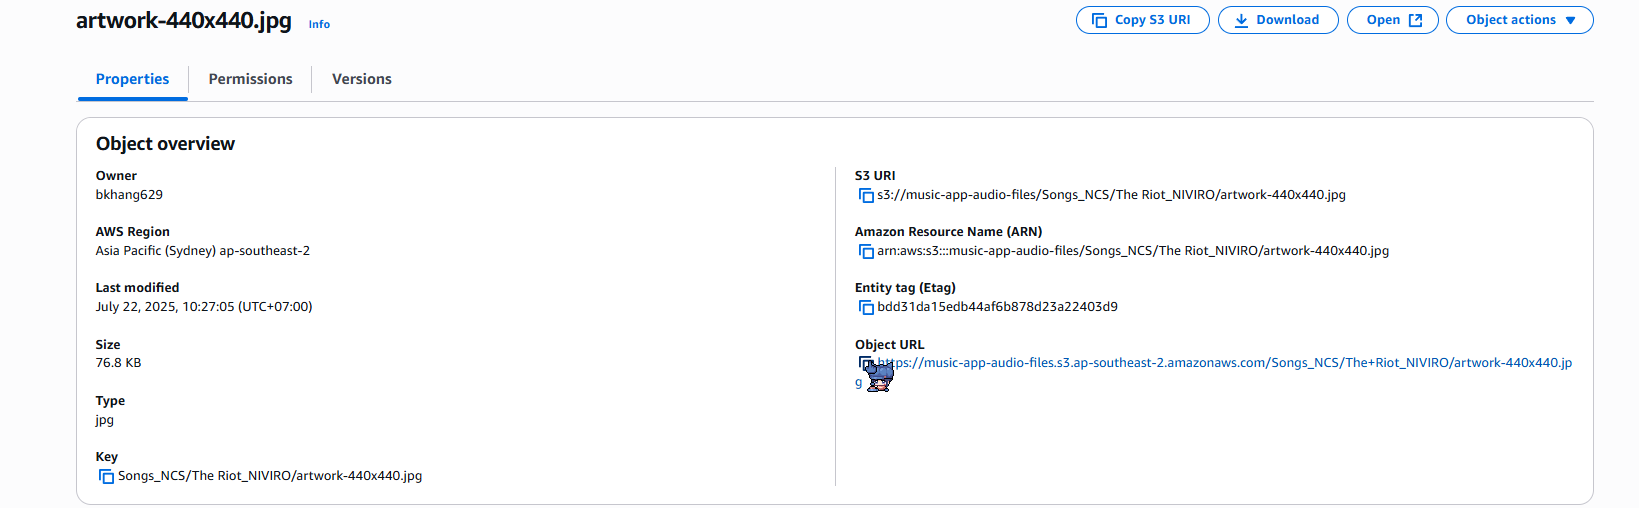 artwork-440x440.jpg Info
Copy S3 URI Download Open Object actions
Properties Permissions Versions
Object overview
Owner
bkhang629
AWS Region
Asia Pacific (Sydney) ap-southeast-2
Last modified
July 22, 2025, 10:27:05 (UTC+07:00)
Size
76.8 KB
Type
jpg
Key
Songs_NCS/The Riot_NIVIRO/artwork-440x440.jpg
S3 URI
s3://music-app-audio-files/Songs_NCS/The Riot_NIVIRO/artwork-440x440.jpg
Amazon Resource Name (ARN)
arn:aws:s3:::music-app-audio-files/Songs_NCS/The Riot_NIVIRO/artwork-440x440.jpg
Entity tag (Etag)
bdd31da15edb44af6b878d23a22403d9
Object URL
https://music-app-audio-files.s3.ap-southeast-2.amazonaws.com/Songs_NCS/The+Riot_NIVIRO/artwork-440x440.jp
g